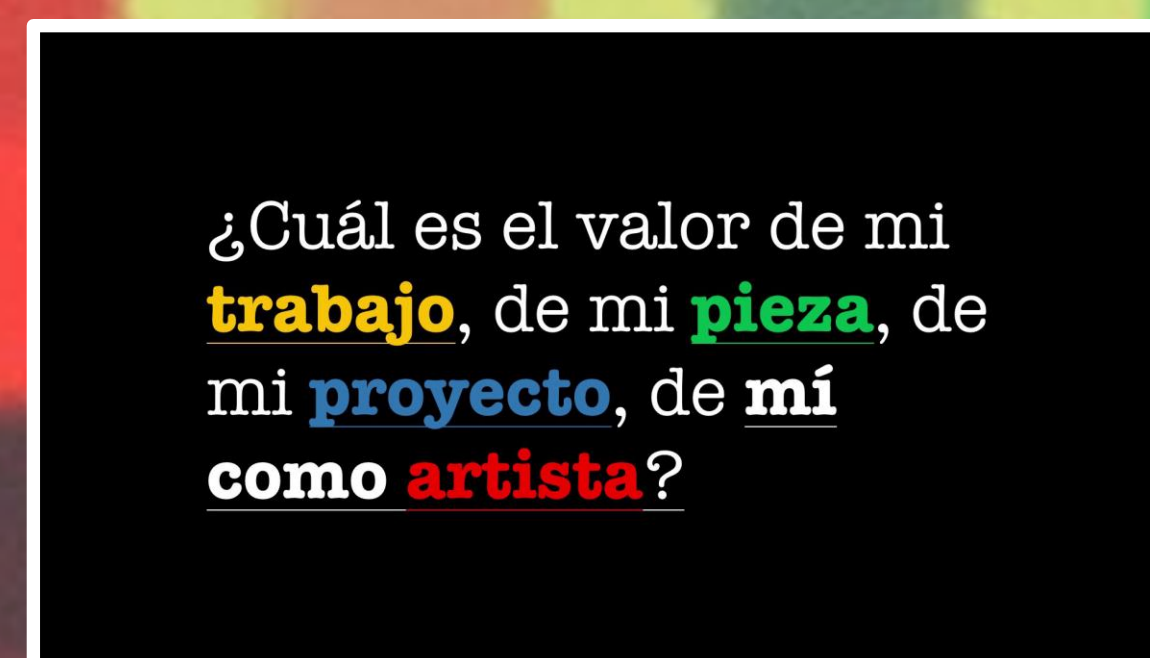 ¿Cuál es el valor de mi
trabajo, de mi pieza, de
mi proyecto, de mí
como artista?